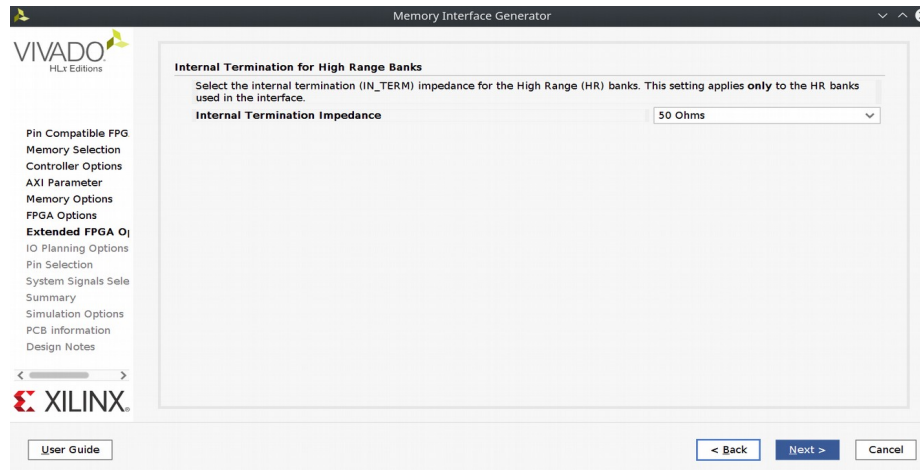 Memory Interface Generator
VIVADO
HLx Editions
Pin Compatible FPG
Memory Selection
Controller Options
AXI Parameter
Memory Options
FPGA Options
Extended FPGA Op
IO Planning Options
Pin Selection
System Signals Sele
Summary
Simulation Options
PCB information
Design Notes
XILINX
Internal Termination for High Range Banks
Select the internal termination (IN_TERM) impedance for the High Range (HR) banks. This setting applies only to the HR banks
used in the interface.
Internal Termination Impedance 50 Ohms
User Guide
< Back Next > Cancel